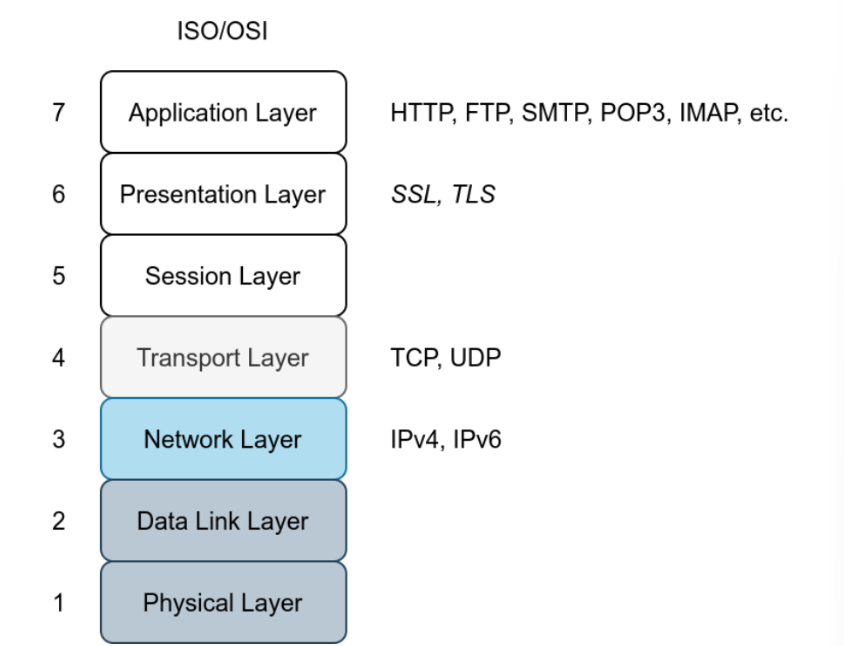 ISO/OSI
7 Application Layer HTTP, FTP, SMTP, POP3, IMAP, etc.
6 Presentation Layer SSL, TLS
5 Session Layer
4 Transport Layer TCP, UDP
3 Network Layer IPv4, IPv6
2 Data Link Layer
1 Physical Layer